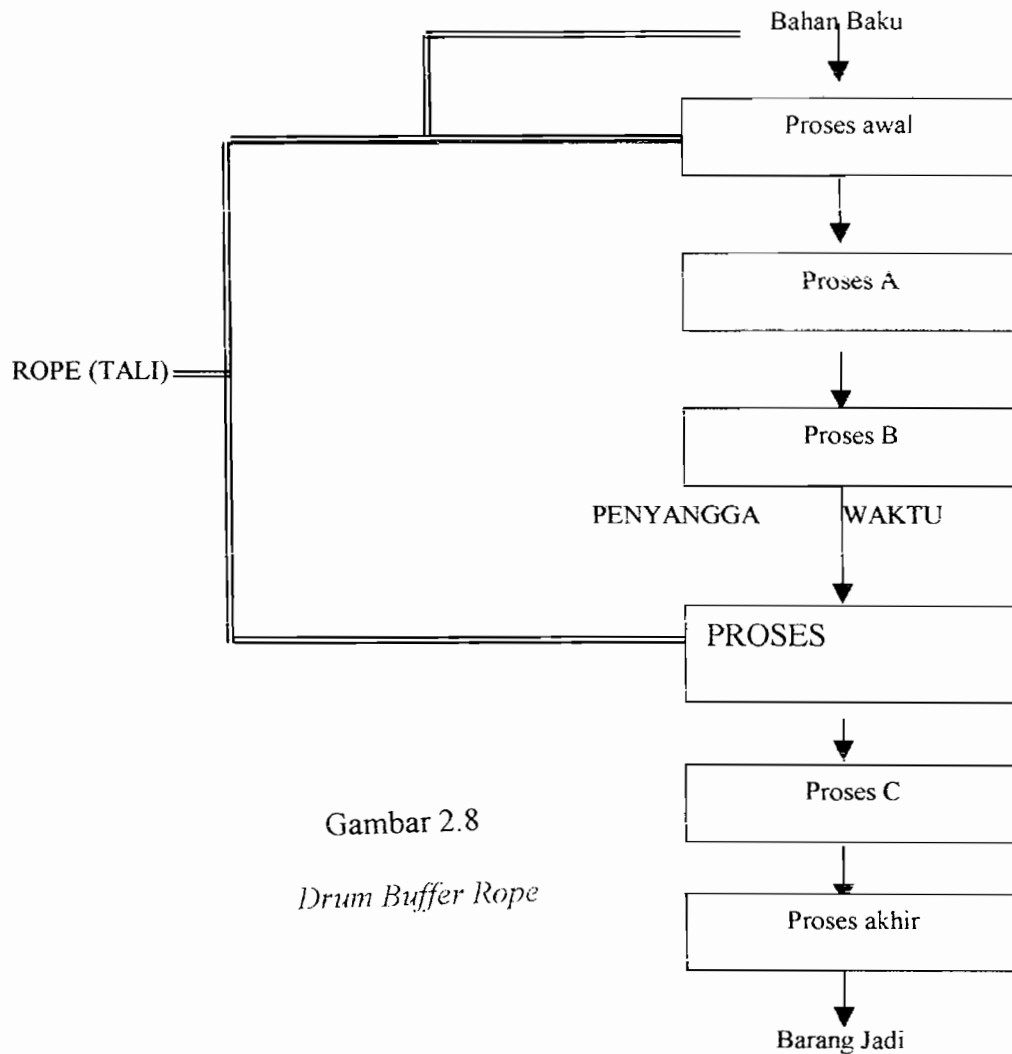 Bahan Baku
Proses awal
Proses A
ROPE (TALI)
Proses B
PENYANGGA WAKTU
PROSES
Proses C
Gambar 2.8
Drum Buffer Rope
Proses akhir
Barang Jadi